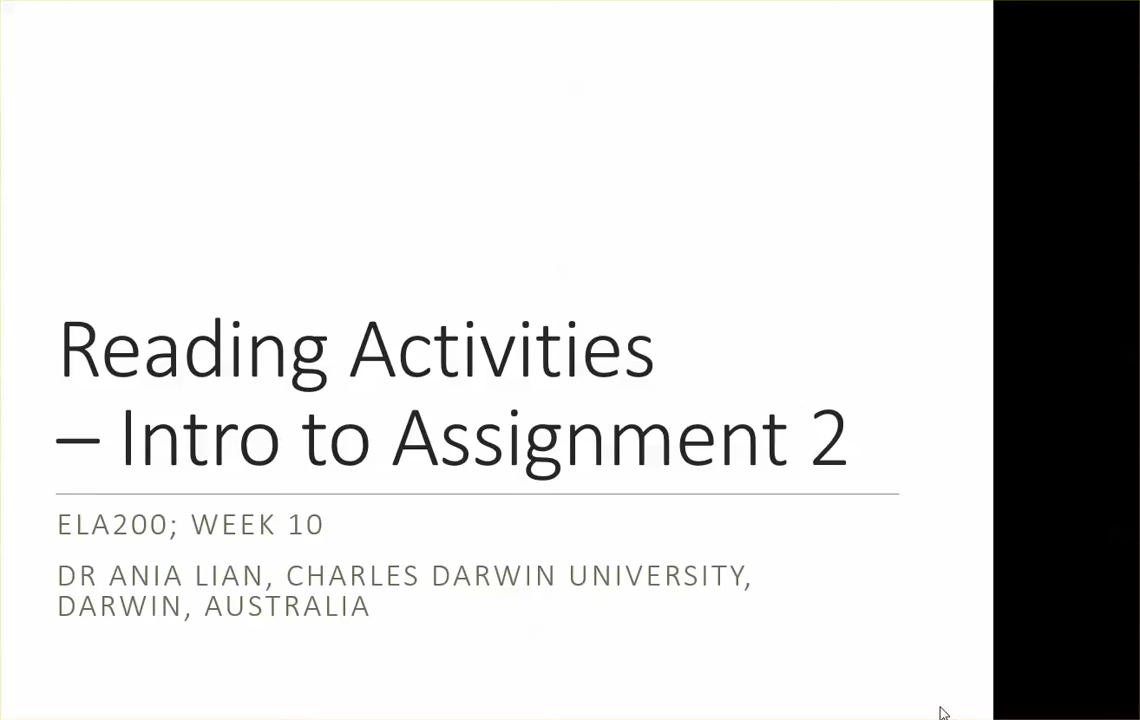 Reading Activities
– Intro to Assignment 2
ELA200; WEEK 10
DR ANIA LIAN, CHARLES DARWIN UNIVERSITY,
DARWIN, AUSTRALIA